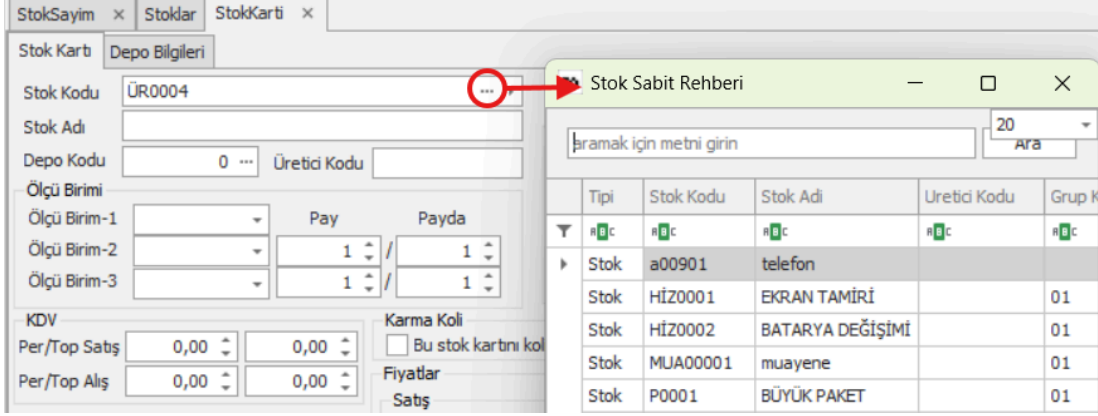 StokSayim × Stoklar StokKarti ×
Stok Kartı Depo Bilgileri
Stok Kodu ÜR0004 ...
Stok Adı
Depo Kodu 0 ... Üretici Kodu
Ölçü Birimi
Ölçü Birim-1 Pay Payda
Ölçü Birim-2 1 / 1
Ölçü Birim-3 1 / 1
KDV
Per/Top Satış 0,00 0,00
Per/Top Alış 0,00 0,00
Karma Koli
Bu stok kartını kol
Fiyatlar
Satış
Stok Sabit Rehberi
aramak için metni girin 20 Ara
Tipi Stok Kodu Stok Adi Uretici Kodu Grup K
ABC ABC ABC ABC ABC
Stok a00901 telefon
Stok HİZ0001 EKRAN TAMİRİ 01
Stok HİZ0002 BATARYA DEĞİŞİMİ 01
Stok MUA00001 muayene 01
Stok P0001 BÜYÜK PAKET 01